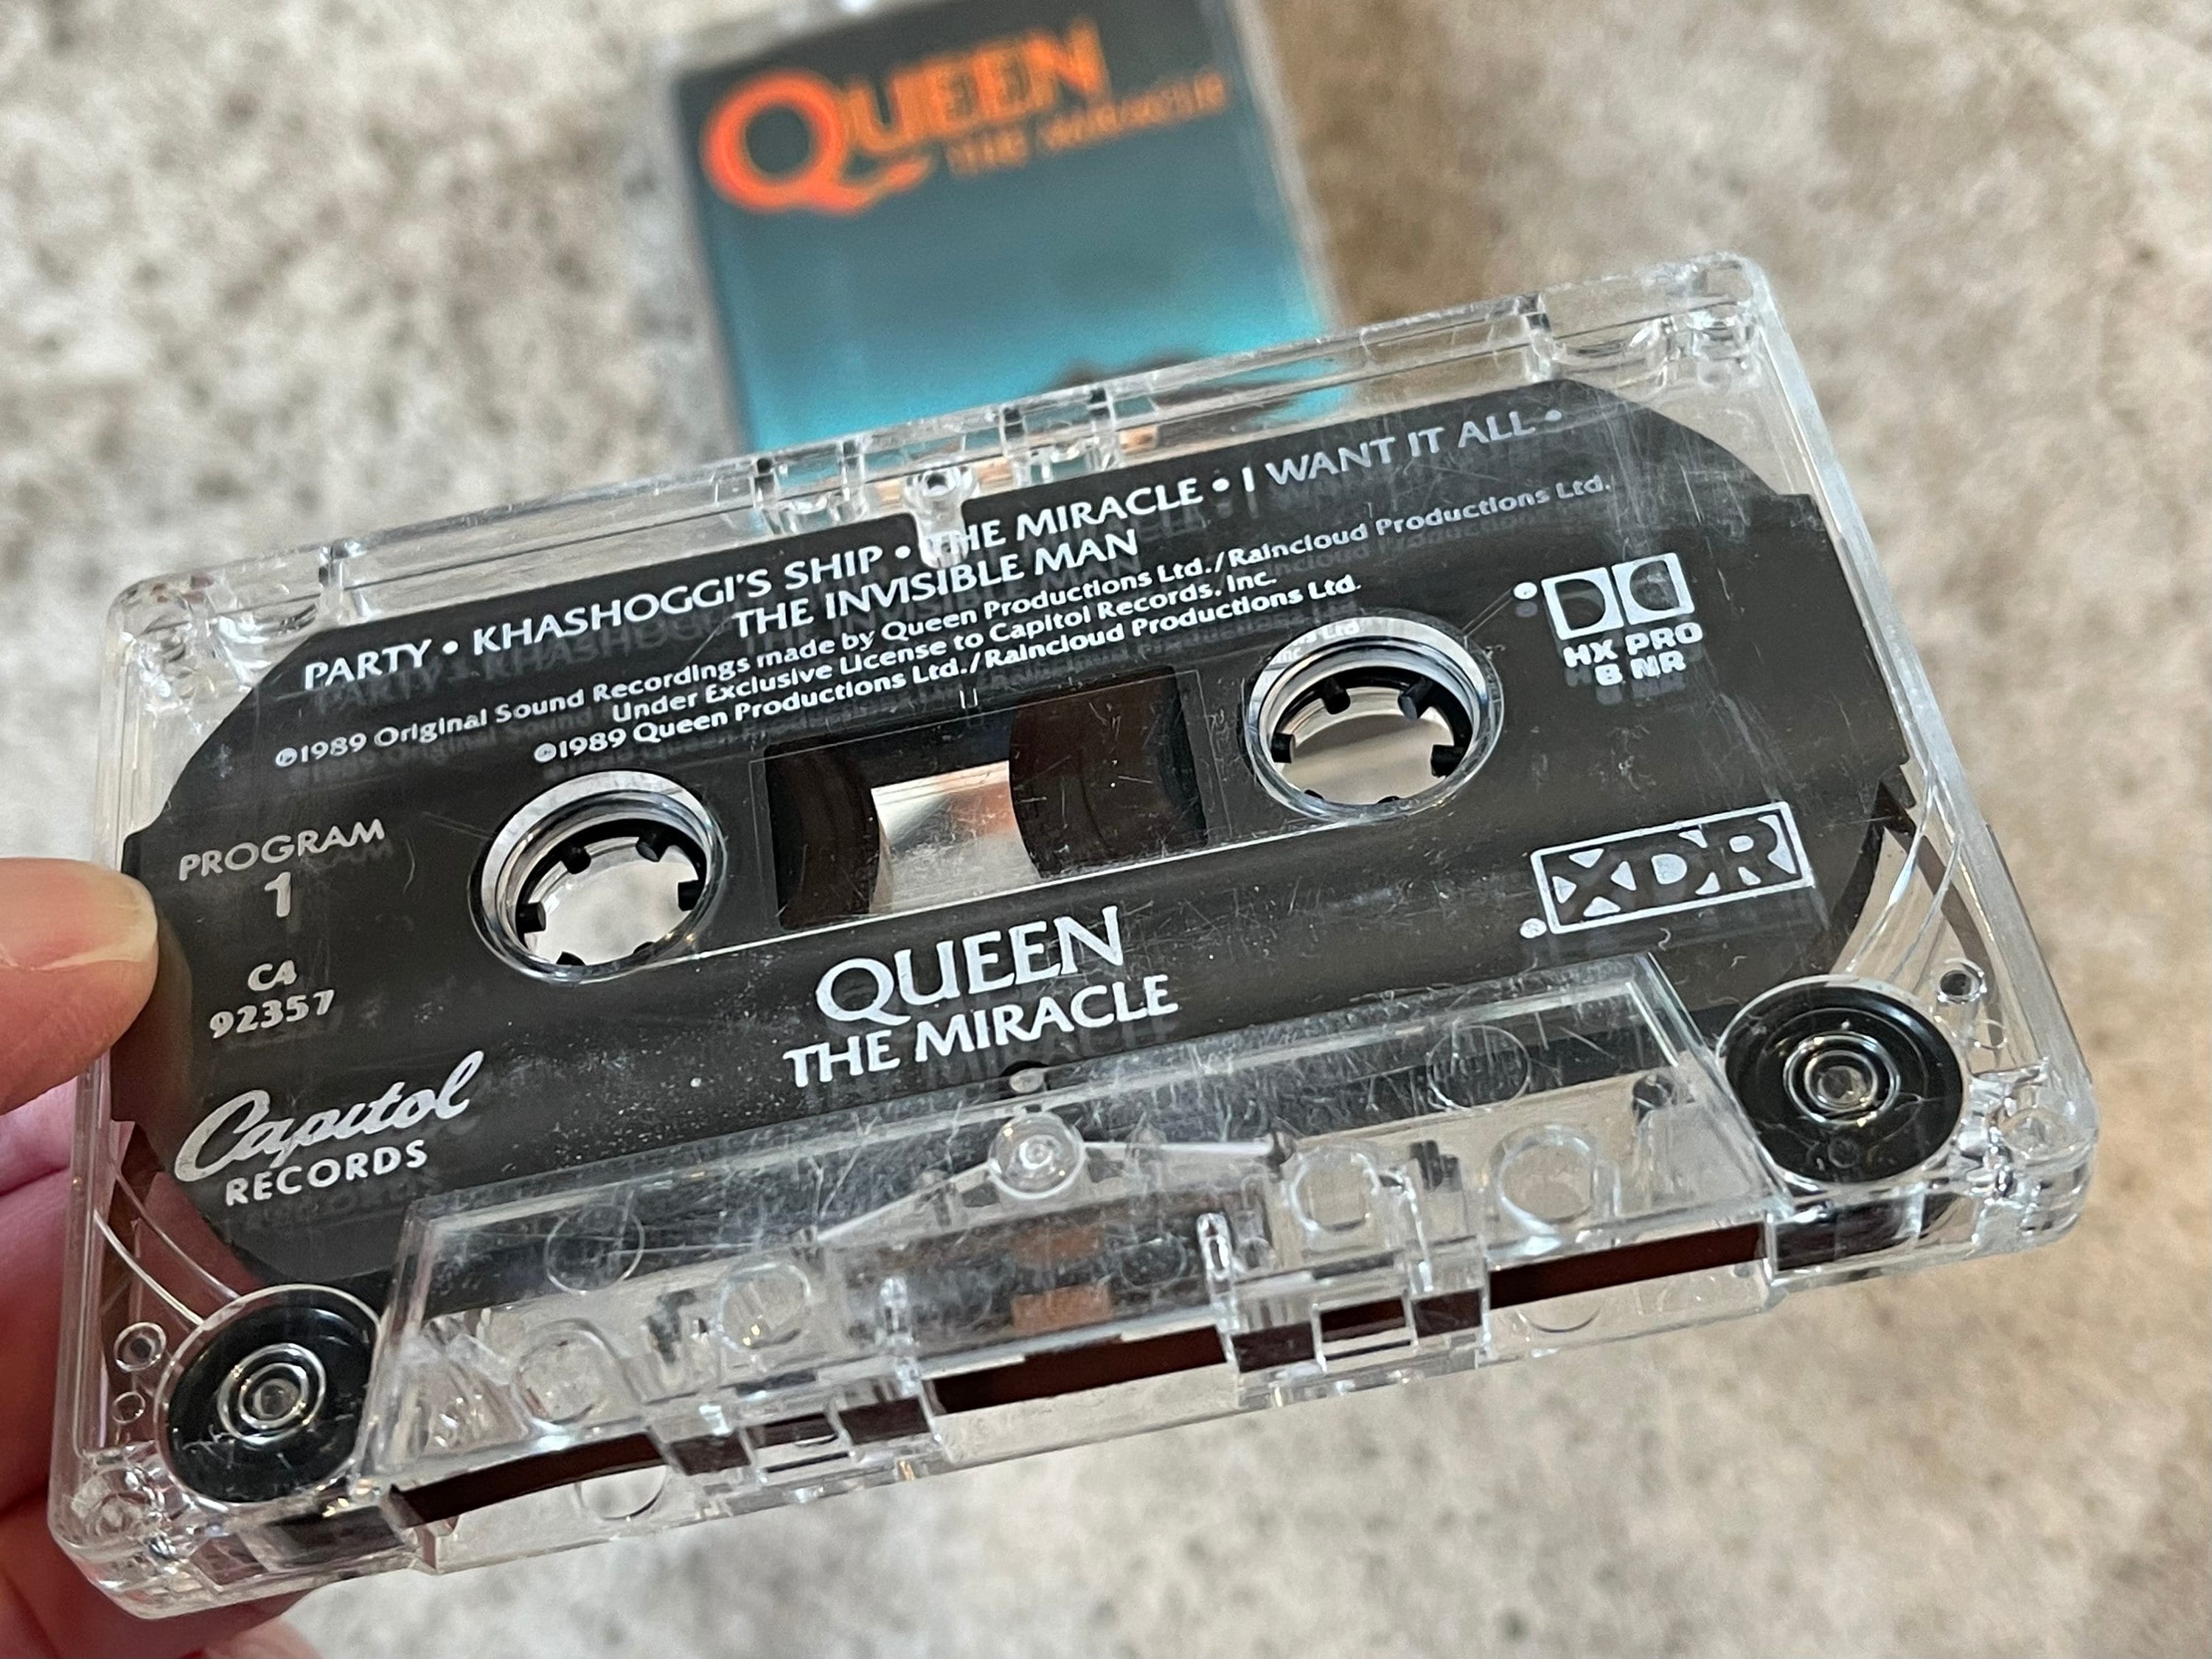 QUEEN
THE MIRACLE
PARTY • KHASHOGGI'S SHIP • THE MIRACLE • I WANT IT ALL •
THE INVISIBLE MAN
℗1989 Original Sound Recordings made by Queen Productions Ltd./Raincloud Productions Ltd.
Under Exclusive License to Capitol Records, Inc.
©1989 Queen Productions Ltd./Raincloud Productions Ltd.
HX PRO
B NR
PROGRAM
1
C4
92357
XDR
®
QUEEN
THE MIRACLE
Capitol
RECORDS